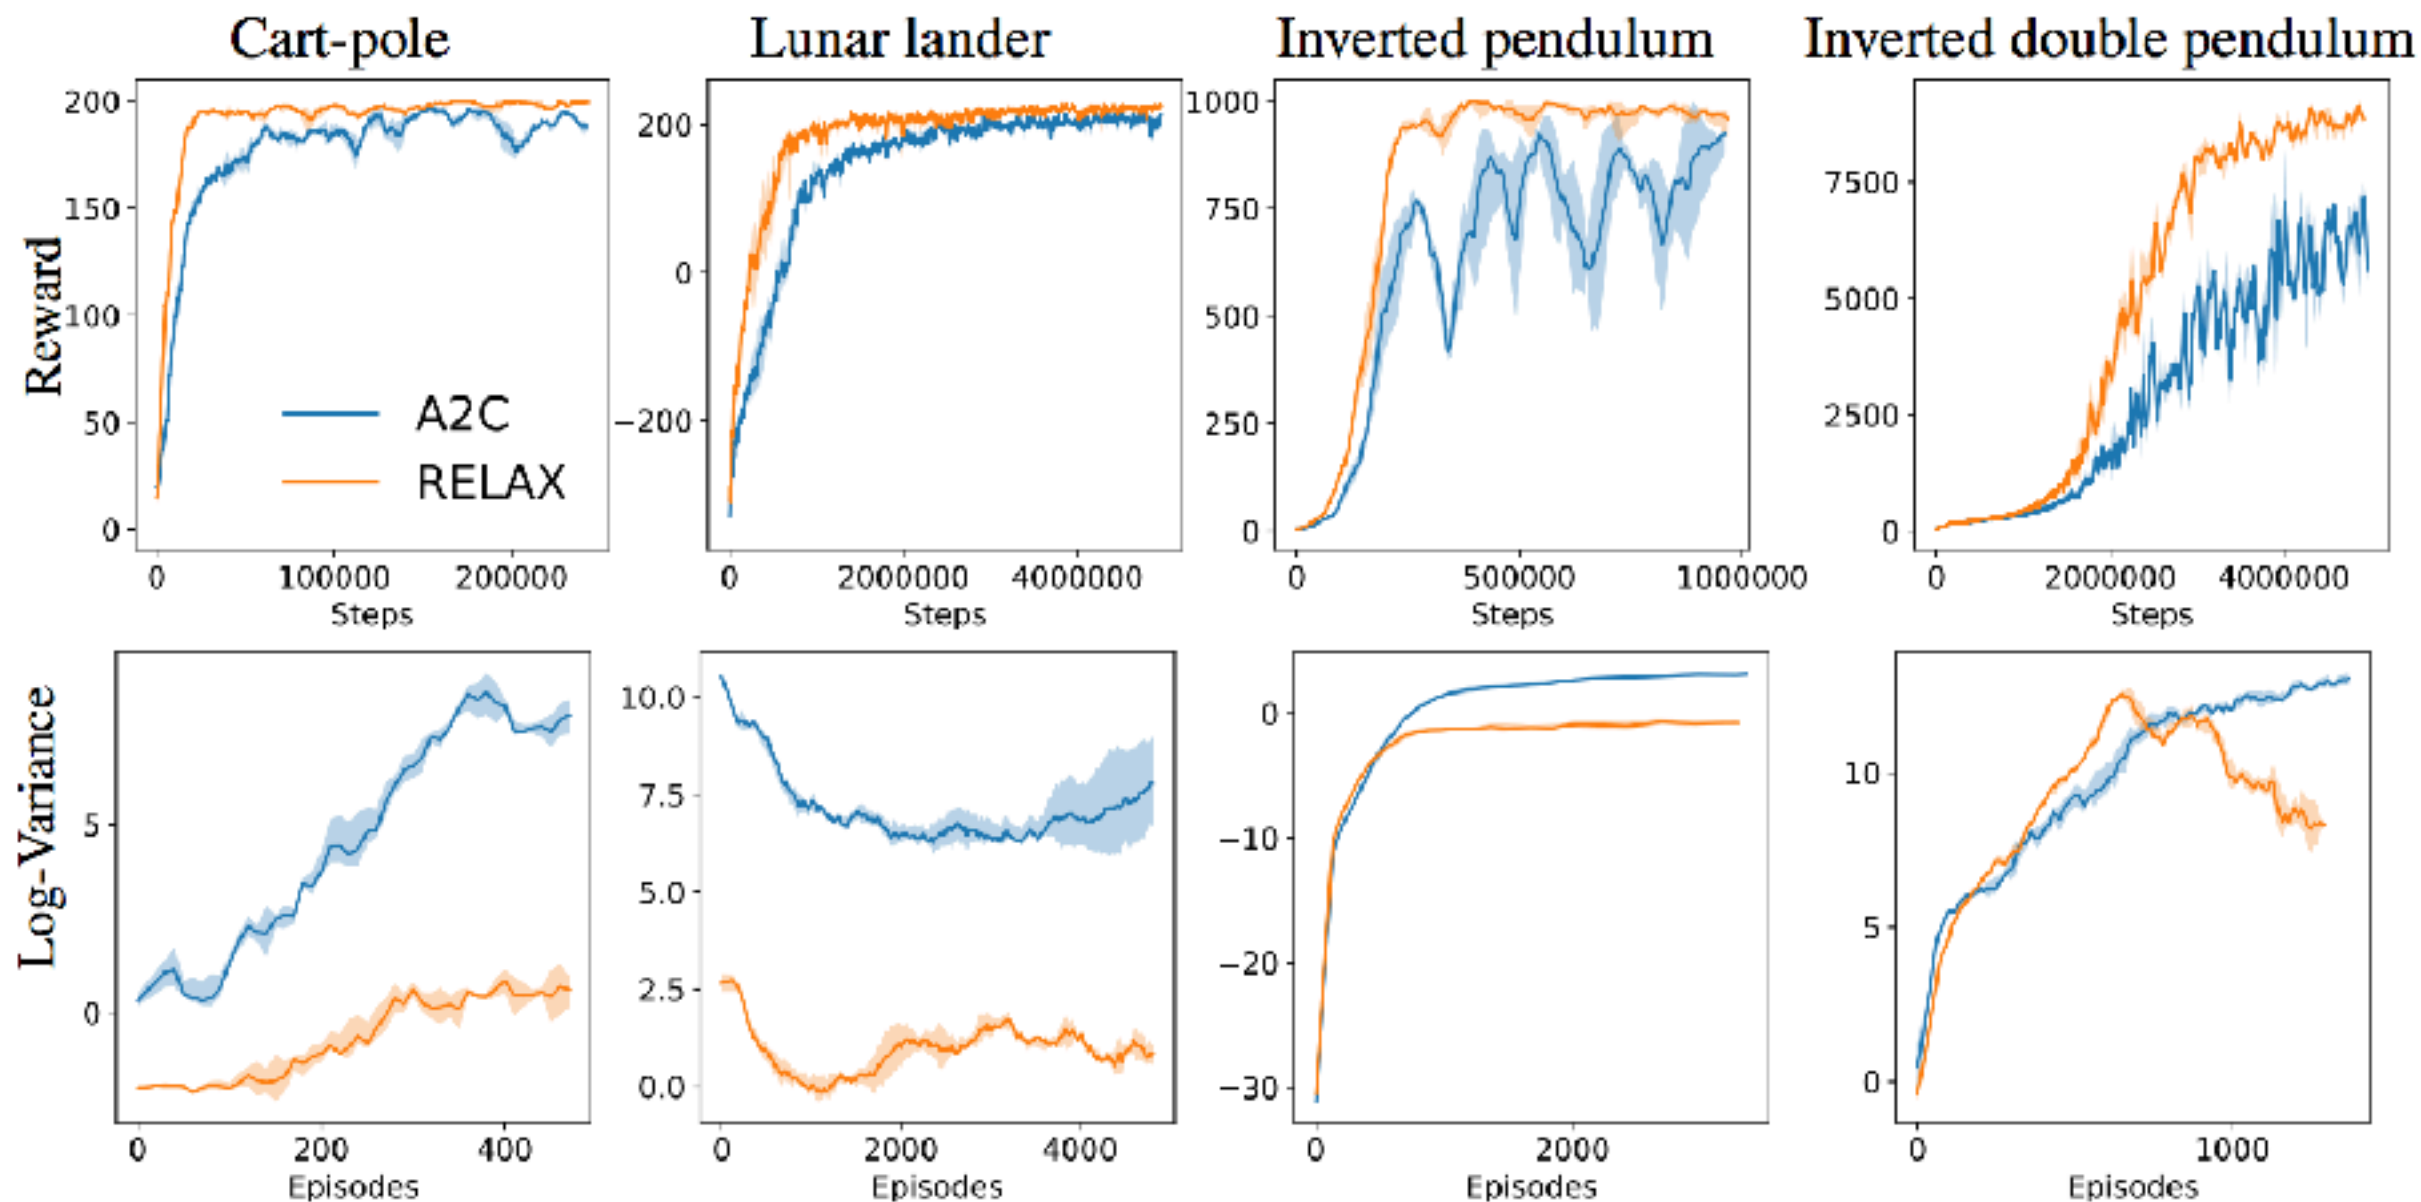 Cart-pole
Lunar lander
Inverted pendulum
Inverted double pendulum
Reward
200
150
100
50
0
A2C
RELAX
0 100000 200000
Steps
200
0
−200
0 2000000 4000000
Steps
1000
750
500
250
0
0 500000 1000000
Steps
7500
5000
2500
0
0 2000000 4000000
Steps
Log-Variance
5
0
0 200 400
Episodes
10.0
7.5
5.0
2.5
0.0
0 2000 4000
Episodes
0
−10
−20
−30
0 2000
Episodes
10
5
0
0 1000
Episodes